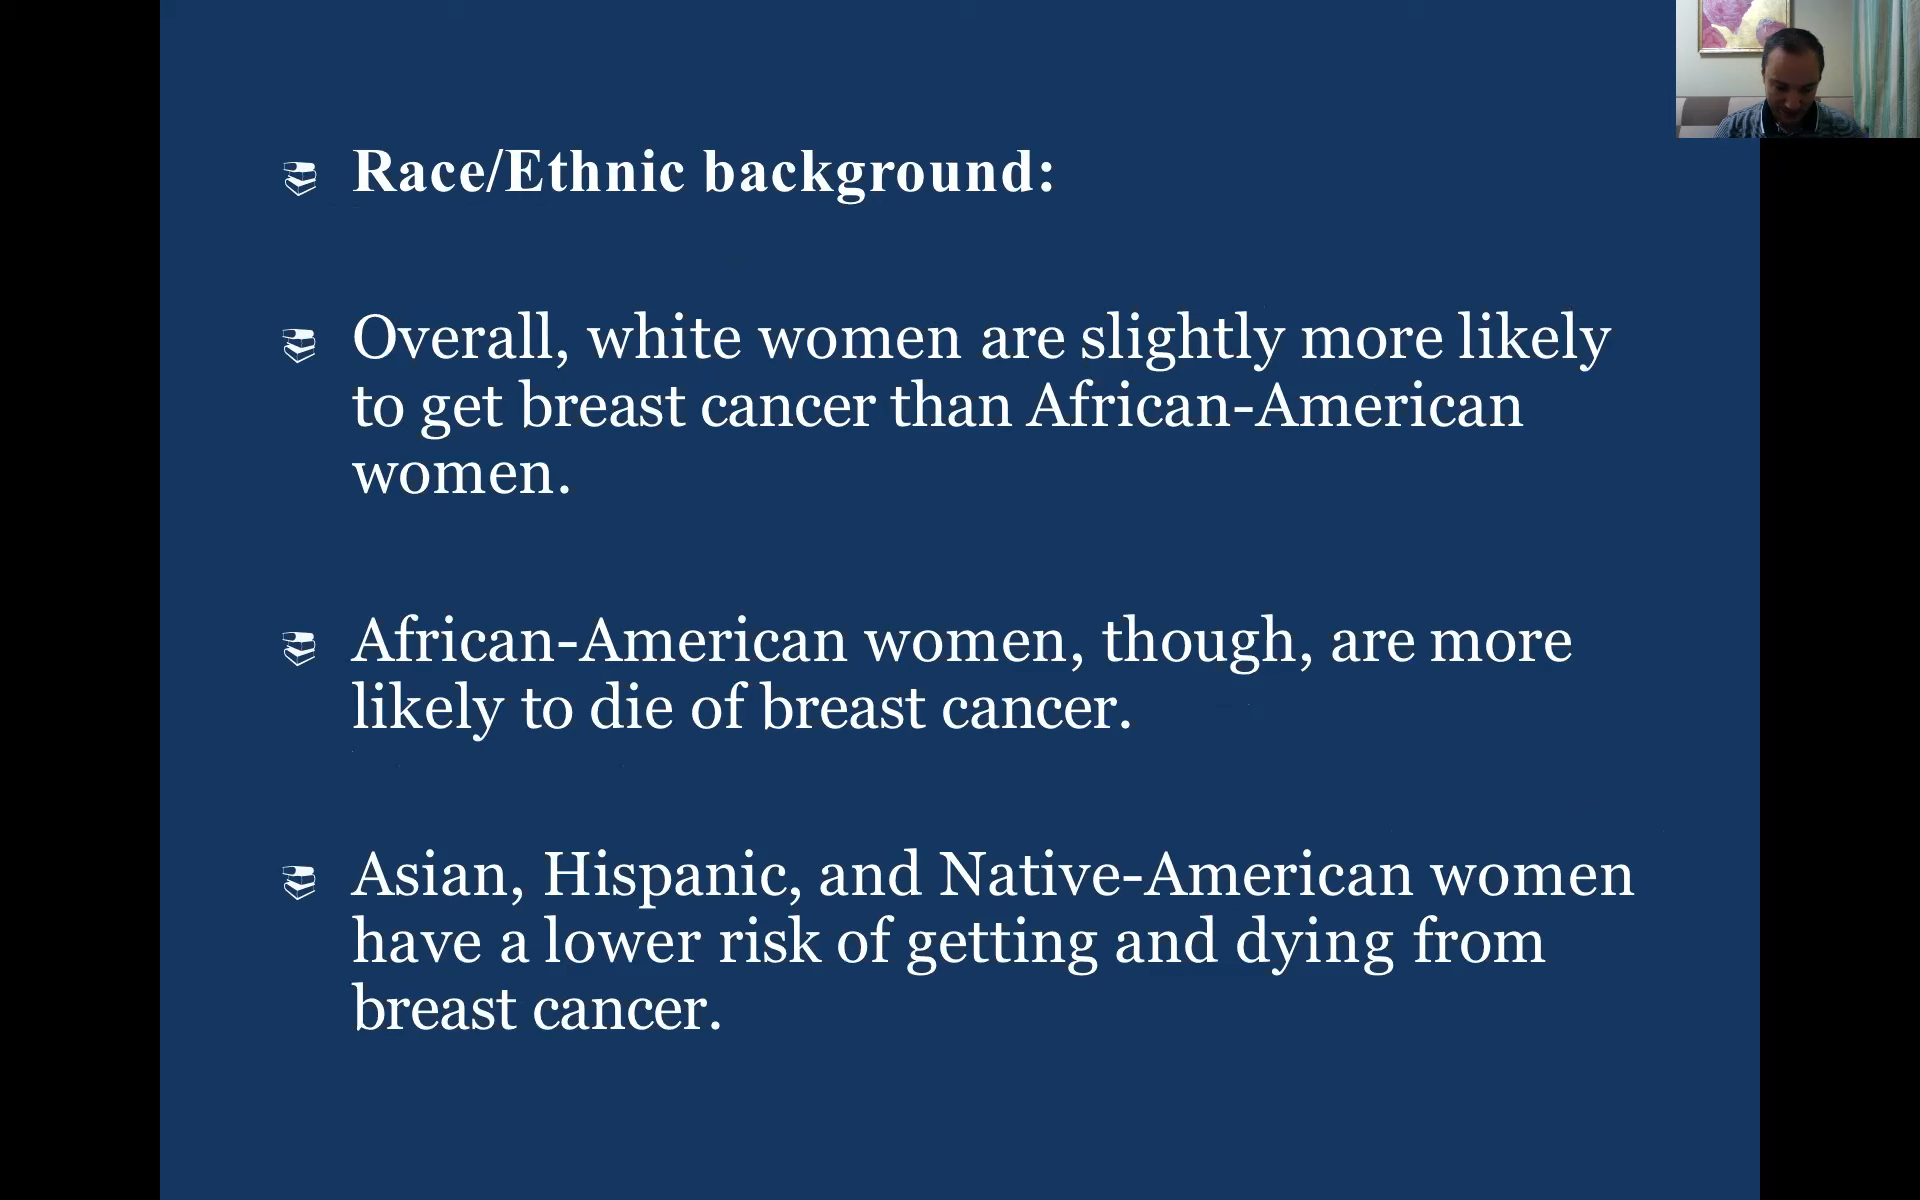 Race/Ethnic background:
Overall, white women are slightly more likely
to get breast cancer than African-American
women.
African-American women, though, are more
likely to die of breast cancer.
Asian, Hispanic, and Native-American women
have a lower risk of getting and dying from
breast cancer.